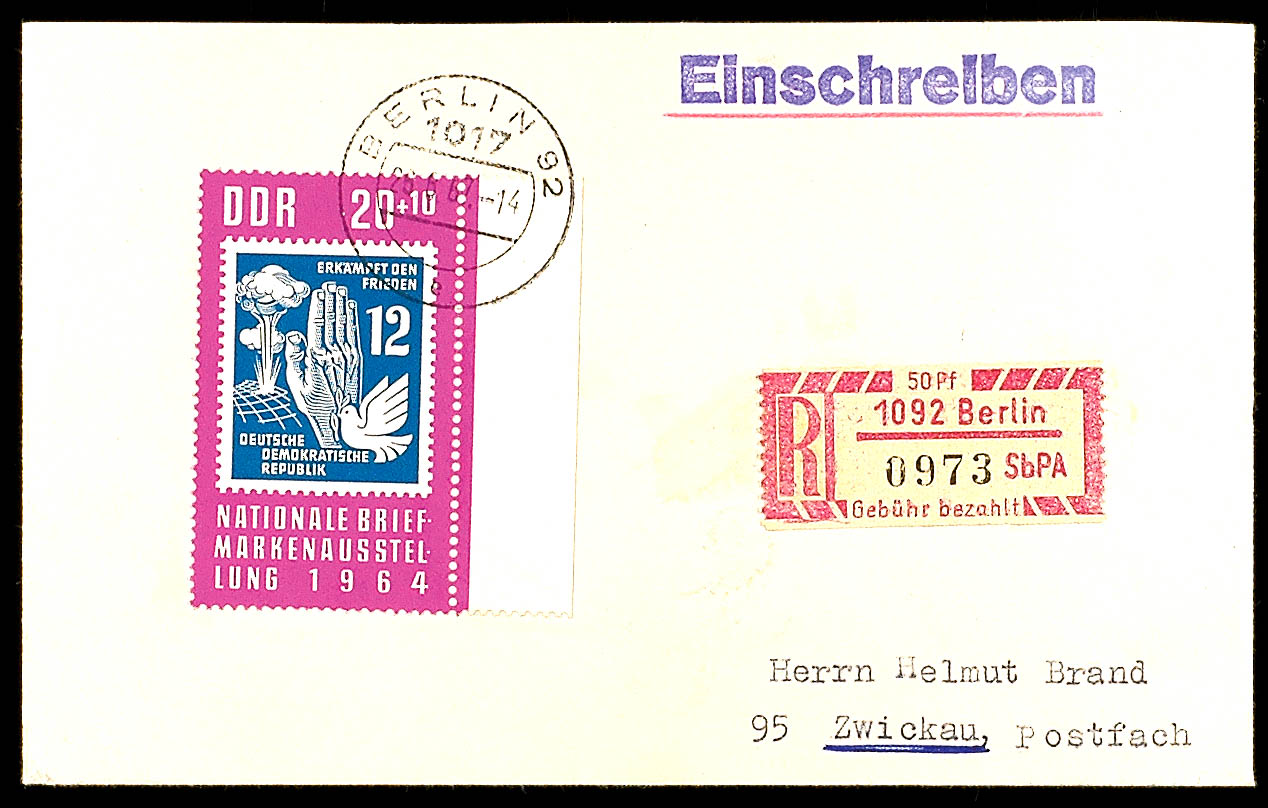 Einschreiben
BERLIN 92
1017
DDR 20+10
ERKÄMPFT DEN
FRIEDEN
12
DEUTSCHE
DEMOKRATISCHE
REPUBLIK
NATIONALE BRIEF-
MARKENAUSSTEL-
LUNG 1964
50 Pf
R
1092 Berlin
0973 SbPA
Gebühr bezahlt
Herrn Helmut Brand
95 Zwickau, Postfach